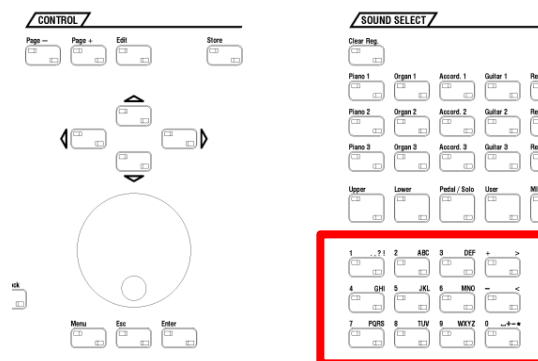 CONTROL
Page — Page + Edit Store
Menu Esc Enter
SOUND SELECT
Clear Reg.
Piano 1 Organ 1 Accord. 1 Guitar 1
Piano 2 Organ 2 Accord. 2 Guitar 2
Piano 3 Organ 3 Accord. 3 Guitar 3
Upper Lower Pedal / Solo User
1 . , ? ! 2 ABC 3 DEF + >
4 GHI 5 JKL 6 MNO – <
7 PQRS 8 TUV 9 WXYZ 0 ⎵+-*